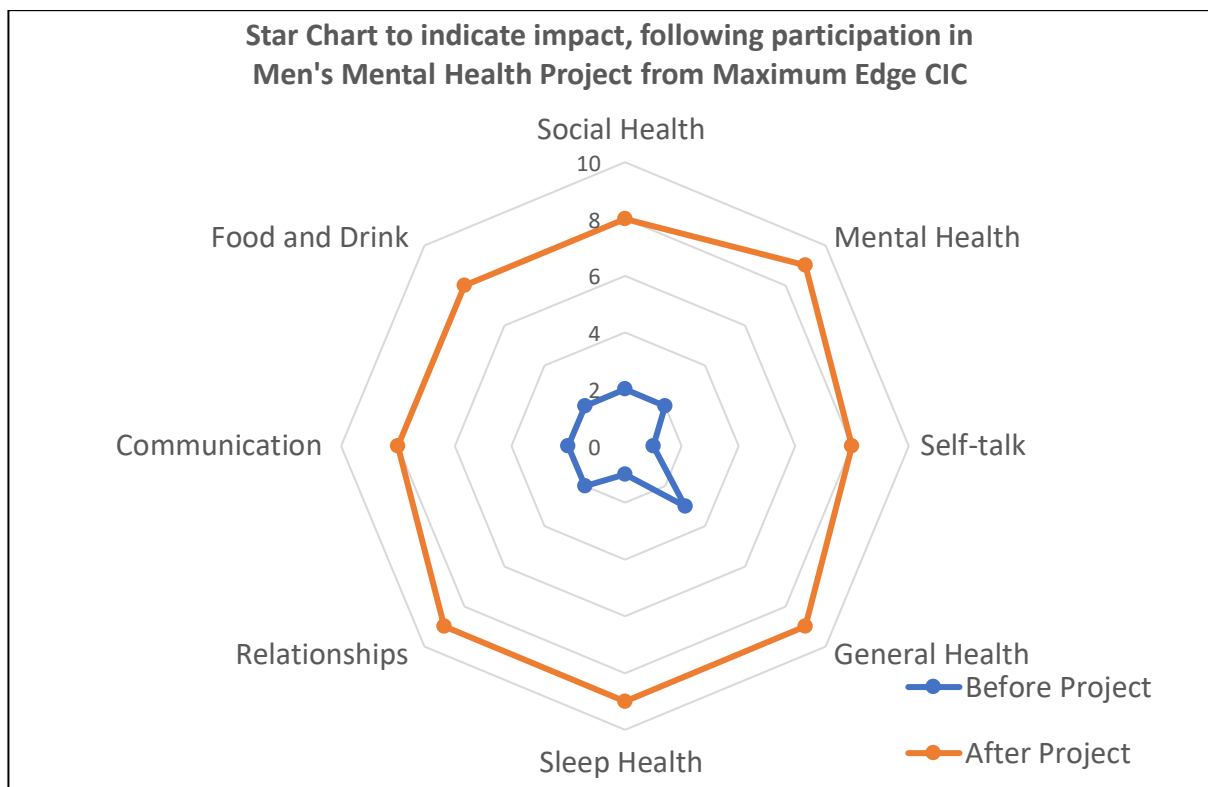 Star Chart to indicate impact, following participation in
Men's Mental Health Project from Maximum Edge CIC
Social Health
10
8
6
4
2
0
Food and Drink
Mental Health
Communication
Self-talk
Relationships
General Health
Sleep Health
Before Project
After Project